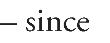 – since